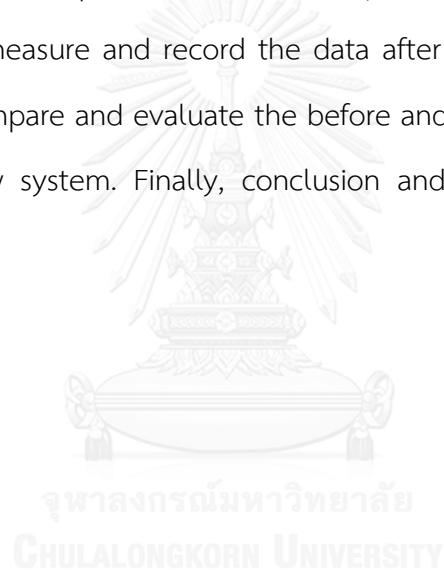 measure and record the data after
mpare and evaluate the before and
system. Finally, conclusion and
จุฬาลงกรณ์มหาวิทยาลัย
CHULALONGKORN UNIVERSITY